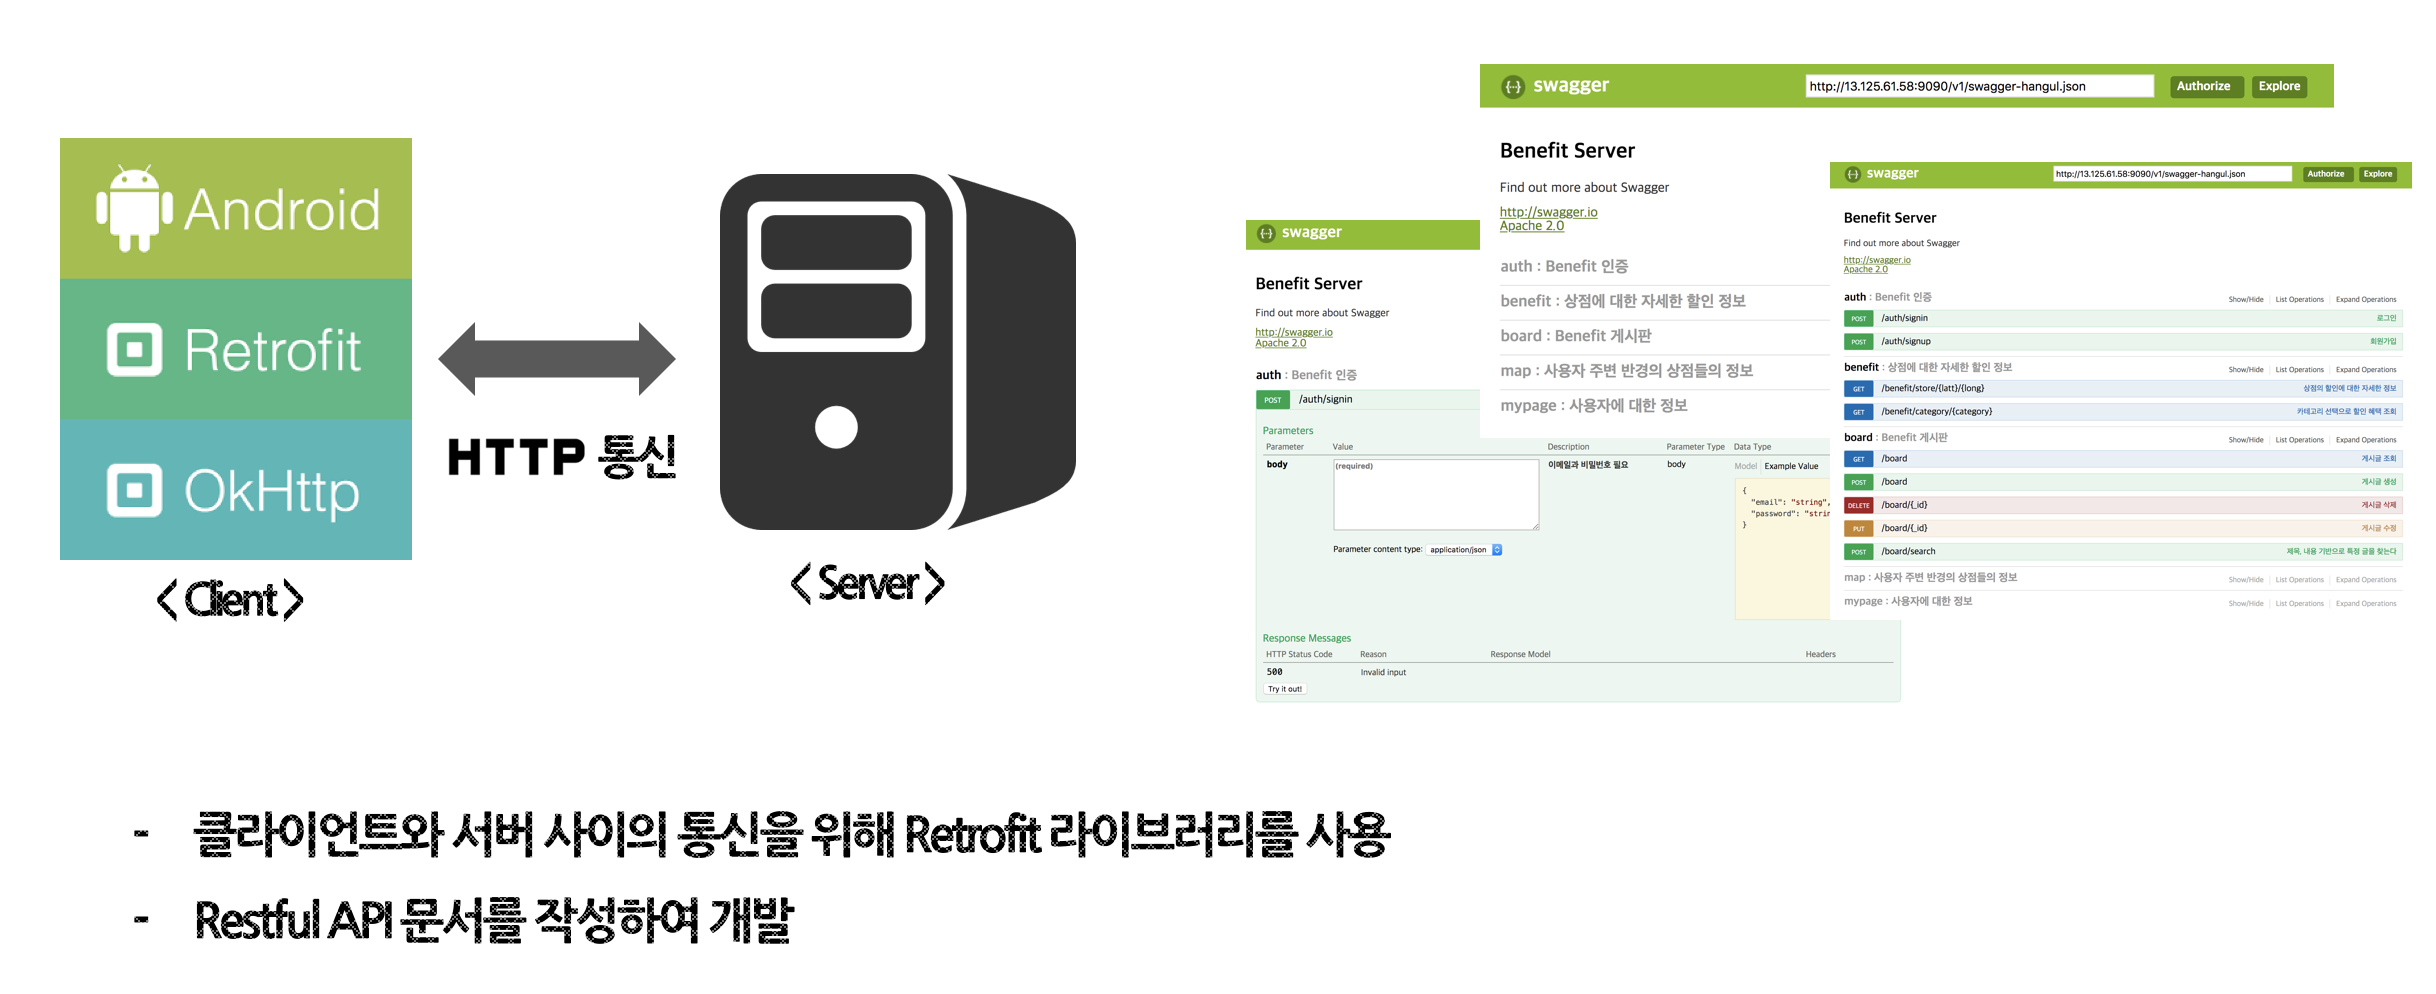 Android
Retrofit
OkHttp
<Client>
HTTP 통신
<Server>
swagger
Benefit Server
Find out more about Swagger
http://swagger.io
Apache 2.0
auth : Benefit 인증
POST /auth/signin
Parameters
Parameter Value Description Parameter Type Data Type
body (required) 이메일과 비밀번호 필요 body Model Example Value
{
"email": "string",
"password": "strin
}
Parameter content type: application/json
Response Messages
HTTP Status Code Reason Response Model Headers
500 Invalid input
Try it out!
swagger http://13.125.61.58:9090/v1/swagger-hangul.json Authorize Explore
Benefit Server
Find out more about Swagger
http://swagger.io
Apache 2.0
auth : Benefit 인증
benefit : 상점에 대한 자세한 할인 정보
board : Benefit 게시판
map : 사용자 주변 반경의 상점들의 정보
mypage : 사용자에 대한 정보
swagger http://13.125.61.58:9090/v1/swagger-hangul.json Authorize Explore
Benefit Server
Find out more about Swagger
http://swagger.io
Apache 2.0
auth : Benefit 인증 Show/Hide List Operations Expand Operations
POST /auth/signin 로그인
POST /auth/signup 회원가입
benefit : 상점에 대한 자세한 할인 정보 Show/Hide List Operations Expand Operations
GET /benefit/store/{latt}/{long} 상점의 할인에 대한 자세한 정보
GET /benefit/category/{category} 카테고리 선택으로 할인 혜택 조회
board : Benefit 게시판 Show/Hide List Operations Expand Operations
GET /board 게시글 조회
POST /board 게시글 생성
DELETE /board/{_id} 게시글 삭제
PUT /board/{_id} 게시글 수정
POST /board/search 제목, 내용 기반으로 특정 글을 찾는다
map : 사용자 주변 반경의 상점들의 정보 Show/Hide List Operations Expand Operations
mypage : 사용자에 대한 정보 Show/Hide List Operations Expand Operations
- 클라이언트와 서버 사이의 통신을 위해 Retrofit 라이브러리를 사용
- Restful API 문서를 작성하여 개발